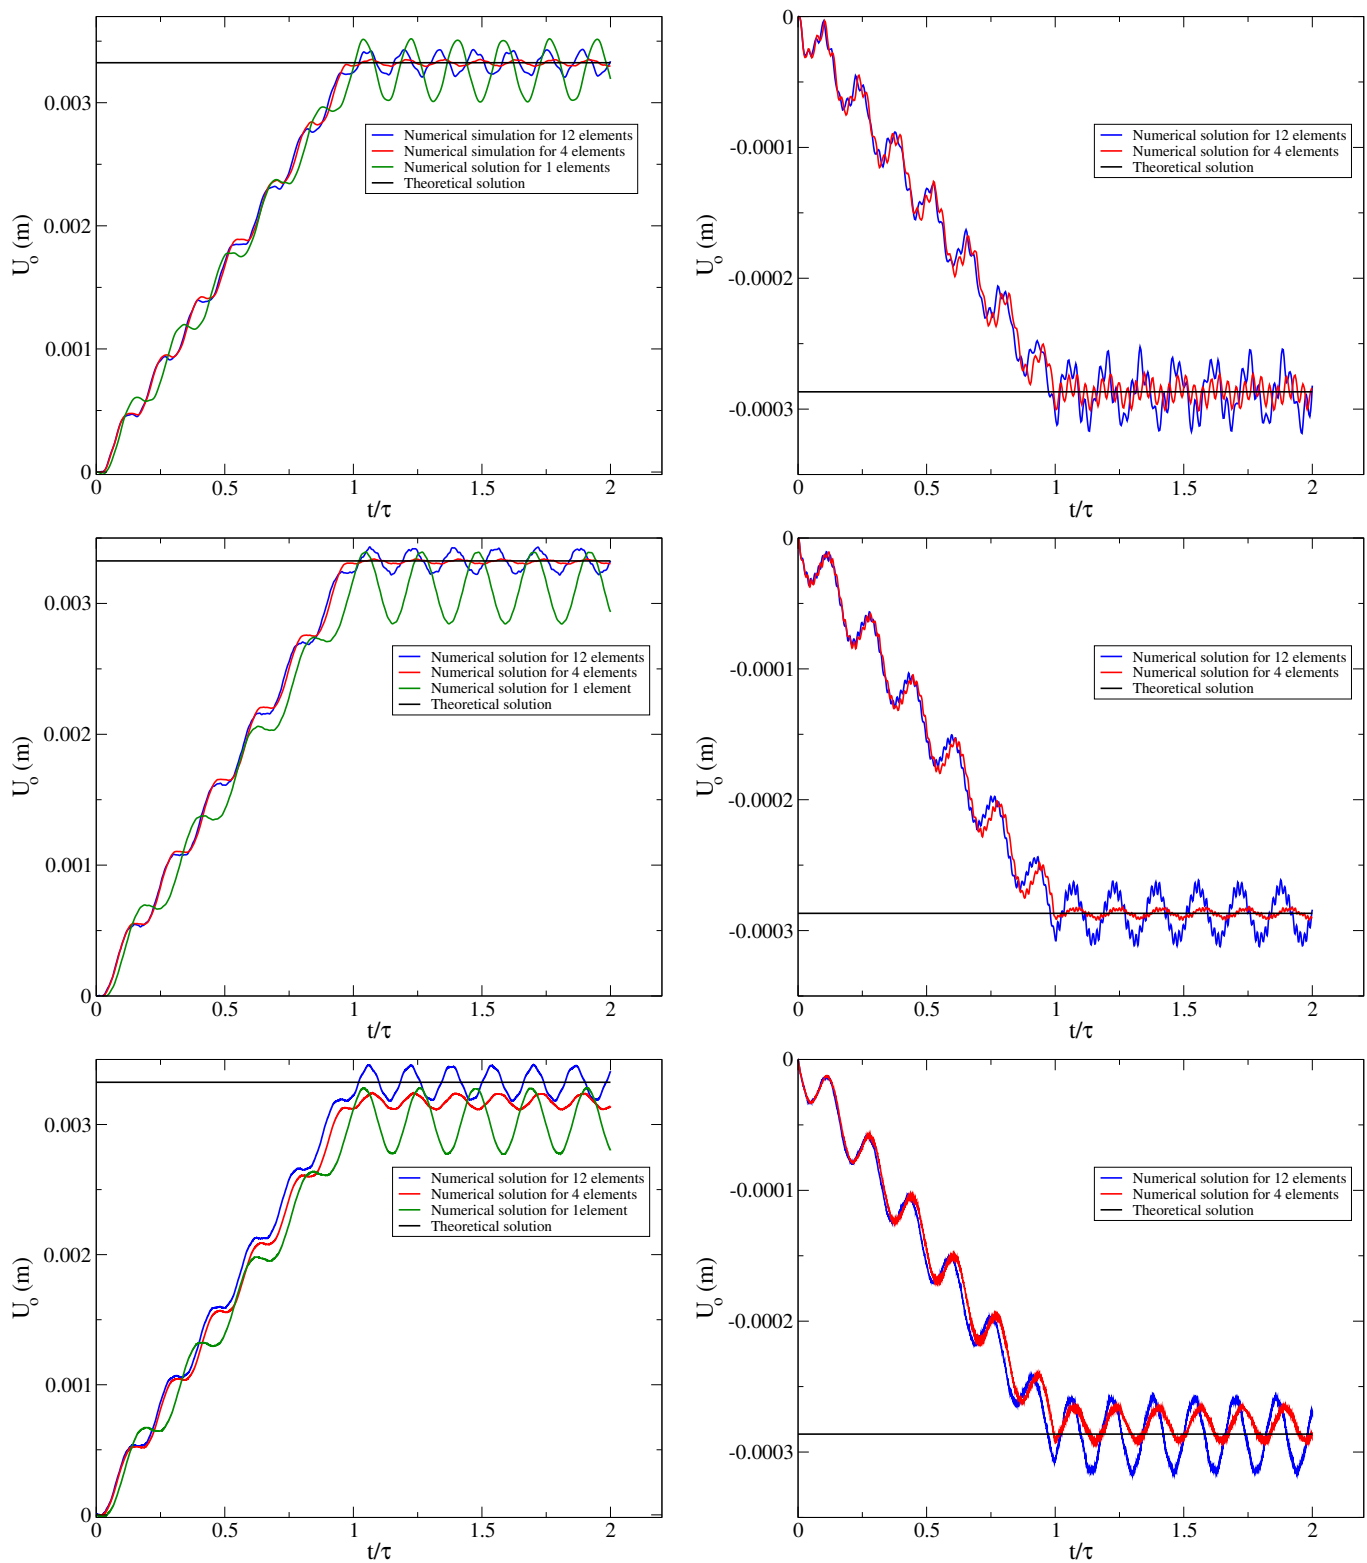 0.003
0.002
0.001
0
U_o (m)
Numerical simulation for 12 elements
Numerical simulation for 4 elements
Numerical solution for 1 elements
Theoretical solution
0 0.5 1 1.5 2
t/τ
0
-0.0001
-0.0002
-0.0003
U_o (m)
Numerical solution for 12 elements
Numerical solution for 4 elements
Theoretical solution
0 0.5 1 1.5 2
t/τ
0.003
0.002
0.001
0
U_o (m)
Numerical solution for 12 elements
Numerical solution for 4 elements
Numerical solution for 1 element
Theoretical solution
0 0.5 1 1.5 2
t/τ
0
-0.0001
-0.0002
-0.0003
U_o (m)
Numerical solution for 12 elements
Numerical solution for 4 elements
Theoretical solution
0 0.5 1 1.5 2
t/τ
0.003
0.002
0.001
0
U_o (m)
Numerical solution for 12 elements
Numerical solution for 4 elements
Numerical solution for 1element
Theoretical solution
0 0.5 1 1.5 2
t/τ
0
-0.0001
-0.0002
-0.0003
U_o (m)
Numerical solution for 12 elements
Numerical solution for 4 elements
Theoretical solution
0 0.5 1 1.5 2
t/τ